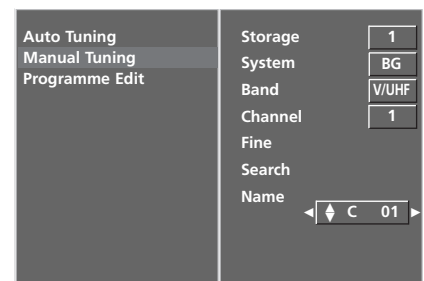 Auto Tuning
Manual Tuning
Programme Edit
Storage 1
System BG
Band V/UHF
Channel 1
Fine
Search
Name
C 01